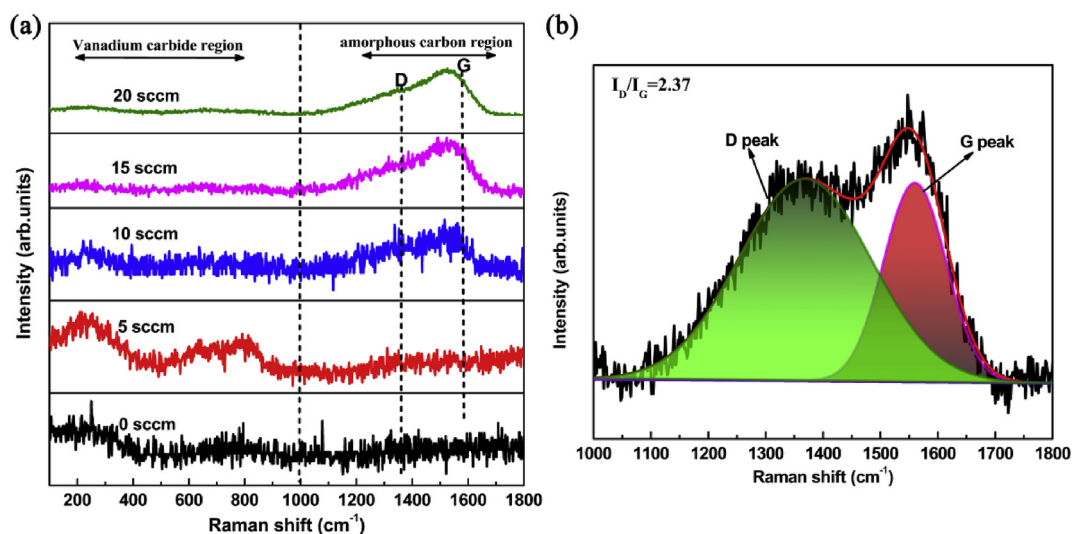 (a)
Vanadium carbide region
amorphous carbon region
D
G
20 sccm
15 sccm
10 sccm
5 sccm
0 sccm
Intensity (arb.units)
200 400 600 800 1000 1200 1400 1600 1800
Raman shift (cm⁻¹)
(b)
I_D/I_G=2.37
D peak
G peak
Intensity (arb.units)
1000 1100 1200 1300 1400 1500 1600 1700 1800
Raman shift (cm⁻¹)